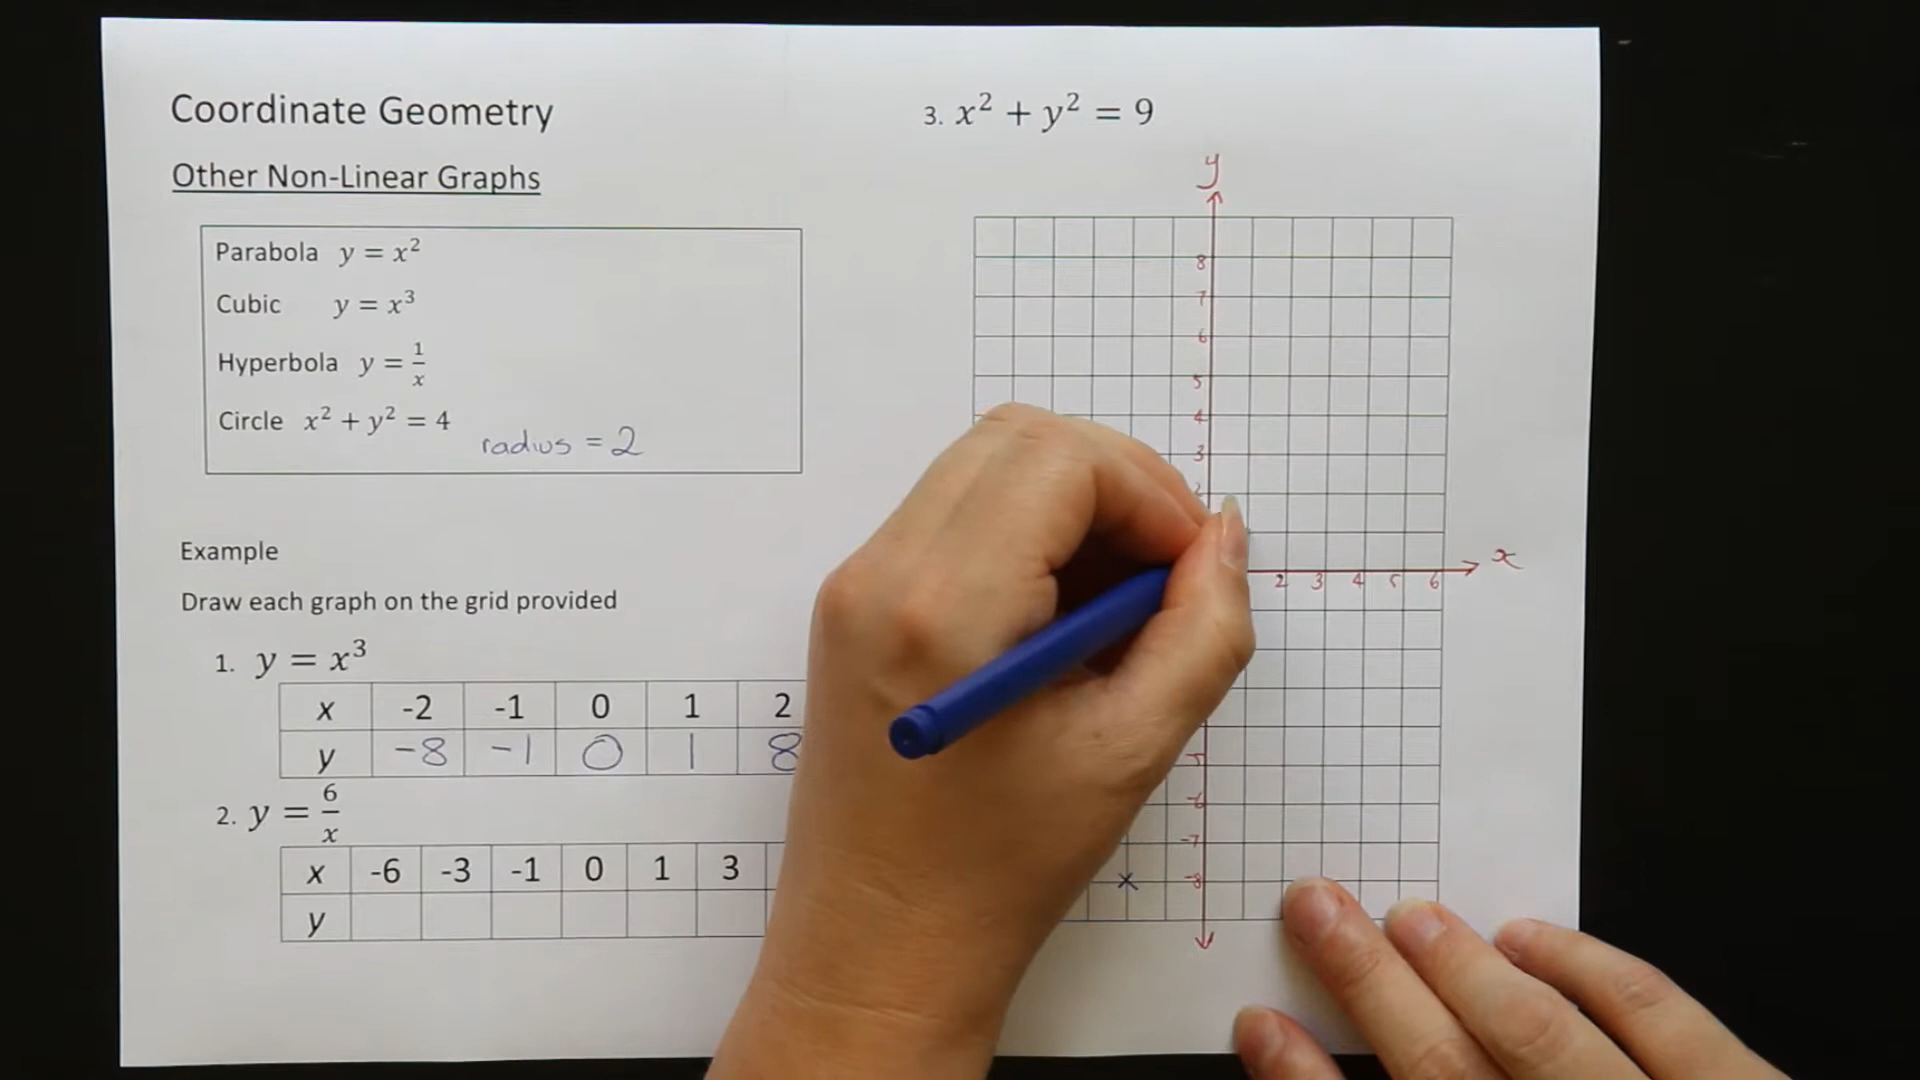 Coordinate Geometry
Other Non-Linear Graphs
Parabola y = x²
Cubic y = x³
Hyperbola y = 1/x
Circle x² + y² = 4
radius = 2
Example
Draw each graph on the grid provided
1. y = x³
x -2 -1 0 1 2
y -8 -1 0 1 8
2. y = 6/x
x -6 -3 -1 0 1 3
y
3. x² + y² = 9
y
8
7
6
5
4
3
2
2 3 4 5 6 x
-6
-7
-8